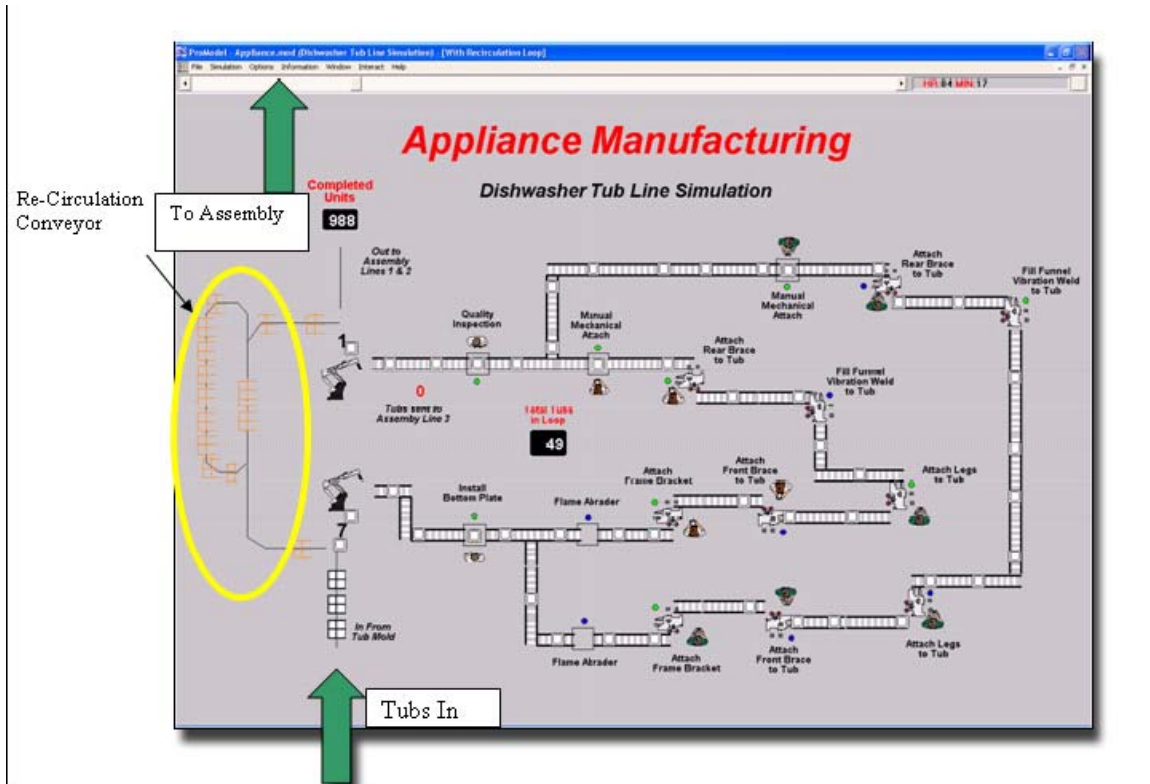 ProModel - Appliance.mod (Dishwasher Tub Line Simulation) - [With Recirculation Loop]
File Simulation Options Information Window Interact Help
HR:04 MIN:17
Appliance Manufacturing
Dishwasher Tub Line Simulation
Re-Circulation
Conveyor
To Assembly
Completed
Units
988
Out to
Assembly
Lines 1 & 2
Quality
Inspection
Manual
Mechanical
Attach
Manual
Mechanical
Attach
Attach
Rear Brace
to Tub
Fill Funnel
Vibration Weld
to Tub
1
Attach
Rear Brace
to Tub
Fill Funnel
Vibration Weld
to Tub
0
Tubs sent to
Assemby Line 3
Total Tubs
in Loop
49
Install
Bottom Plate
Flame Abrader
Attach
Frame Bracket
Attach
Front Brace
to Tub
Attach Legs
to Tub
7
In From
Tub Mold
Flame Abrader
Attach
Frame Bracket
Attach
Front Brace
to Tub
Attach Legs
to Tub
Tubs In